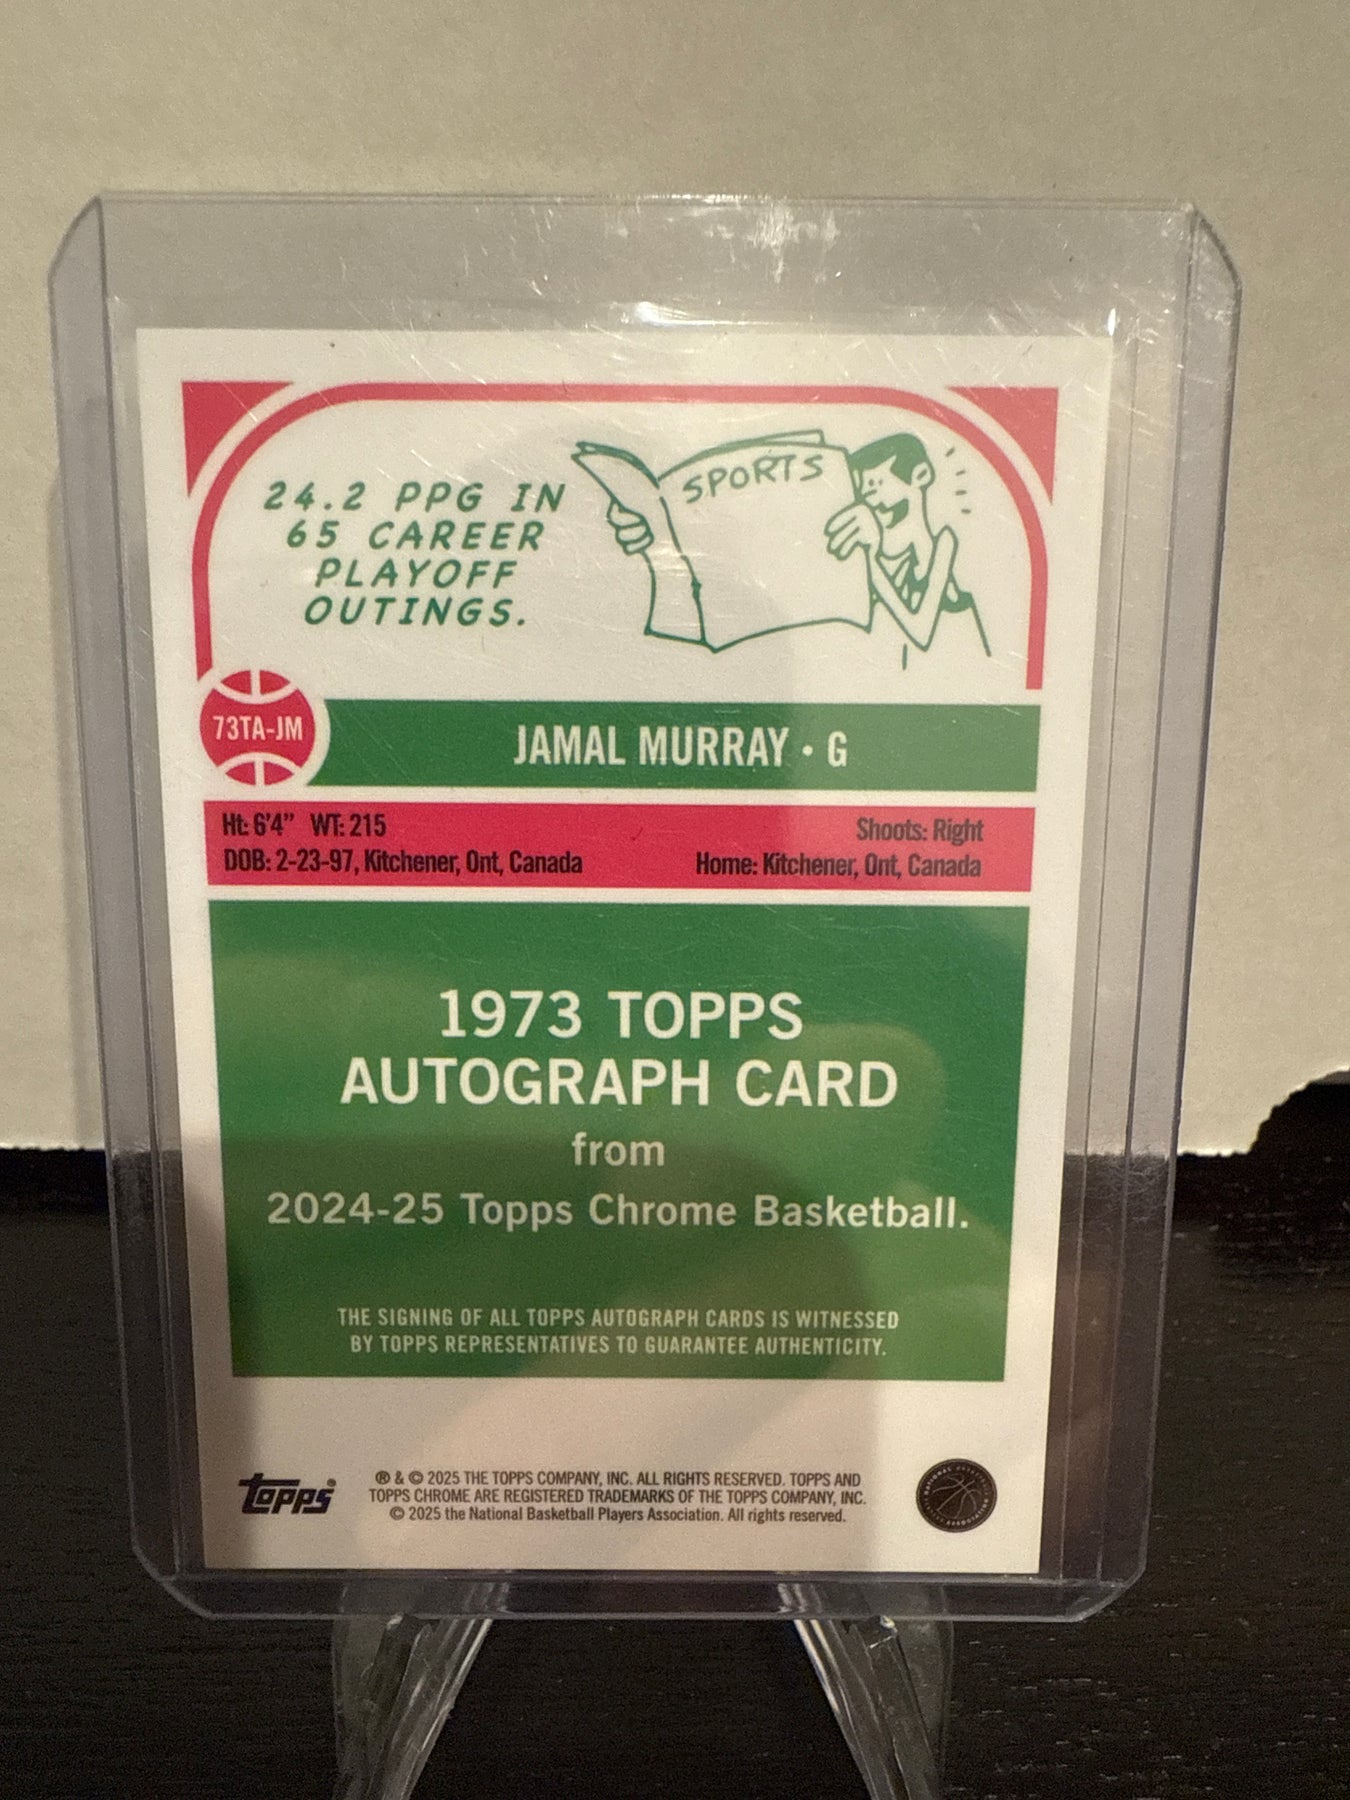 24.2 PPG IN
65 CAREER
PLAYOFF
OUTINGS.
SPORTS
73TA-JM
JAMAL MURRAY • G
Ht: 6'4” WT: 215
Shoots: Right
DOB: 2-23-97, Kitchener, Ont, Canada
Home: Kitchener, Ont, Canada
1973 TOPPS
AUTOGRAPH CARD
from
2024-25 Topps Chrome Basketball.
THE SIGNING OF ALL TOPPS AUTOGRAPH CARDS IS WITNESSED
BY TOPPS REPRESENTATIVES TO GUARANTEE AUTHENTICITY.
topps®
® & © 2025 THE TOPPS COMPANY, INC. ALL RIGHTS RESERVED. TOPPS AND
TOPPS CHROME ARE REGISTERED TRADEMARKS OF THE TOPPS COMPANY, INC.
© 2025 the National Basketball Players Association. All rights reserved.